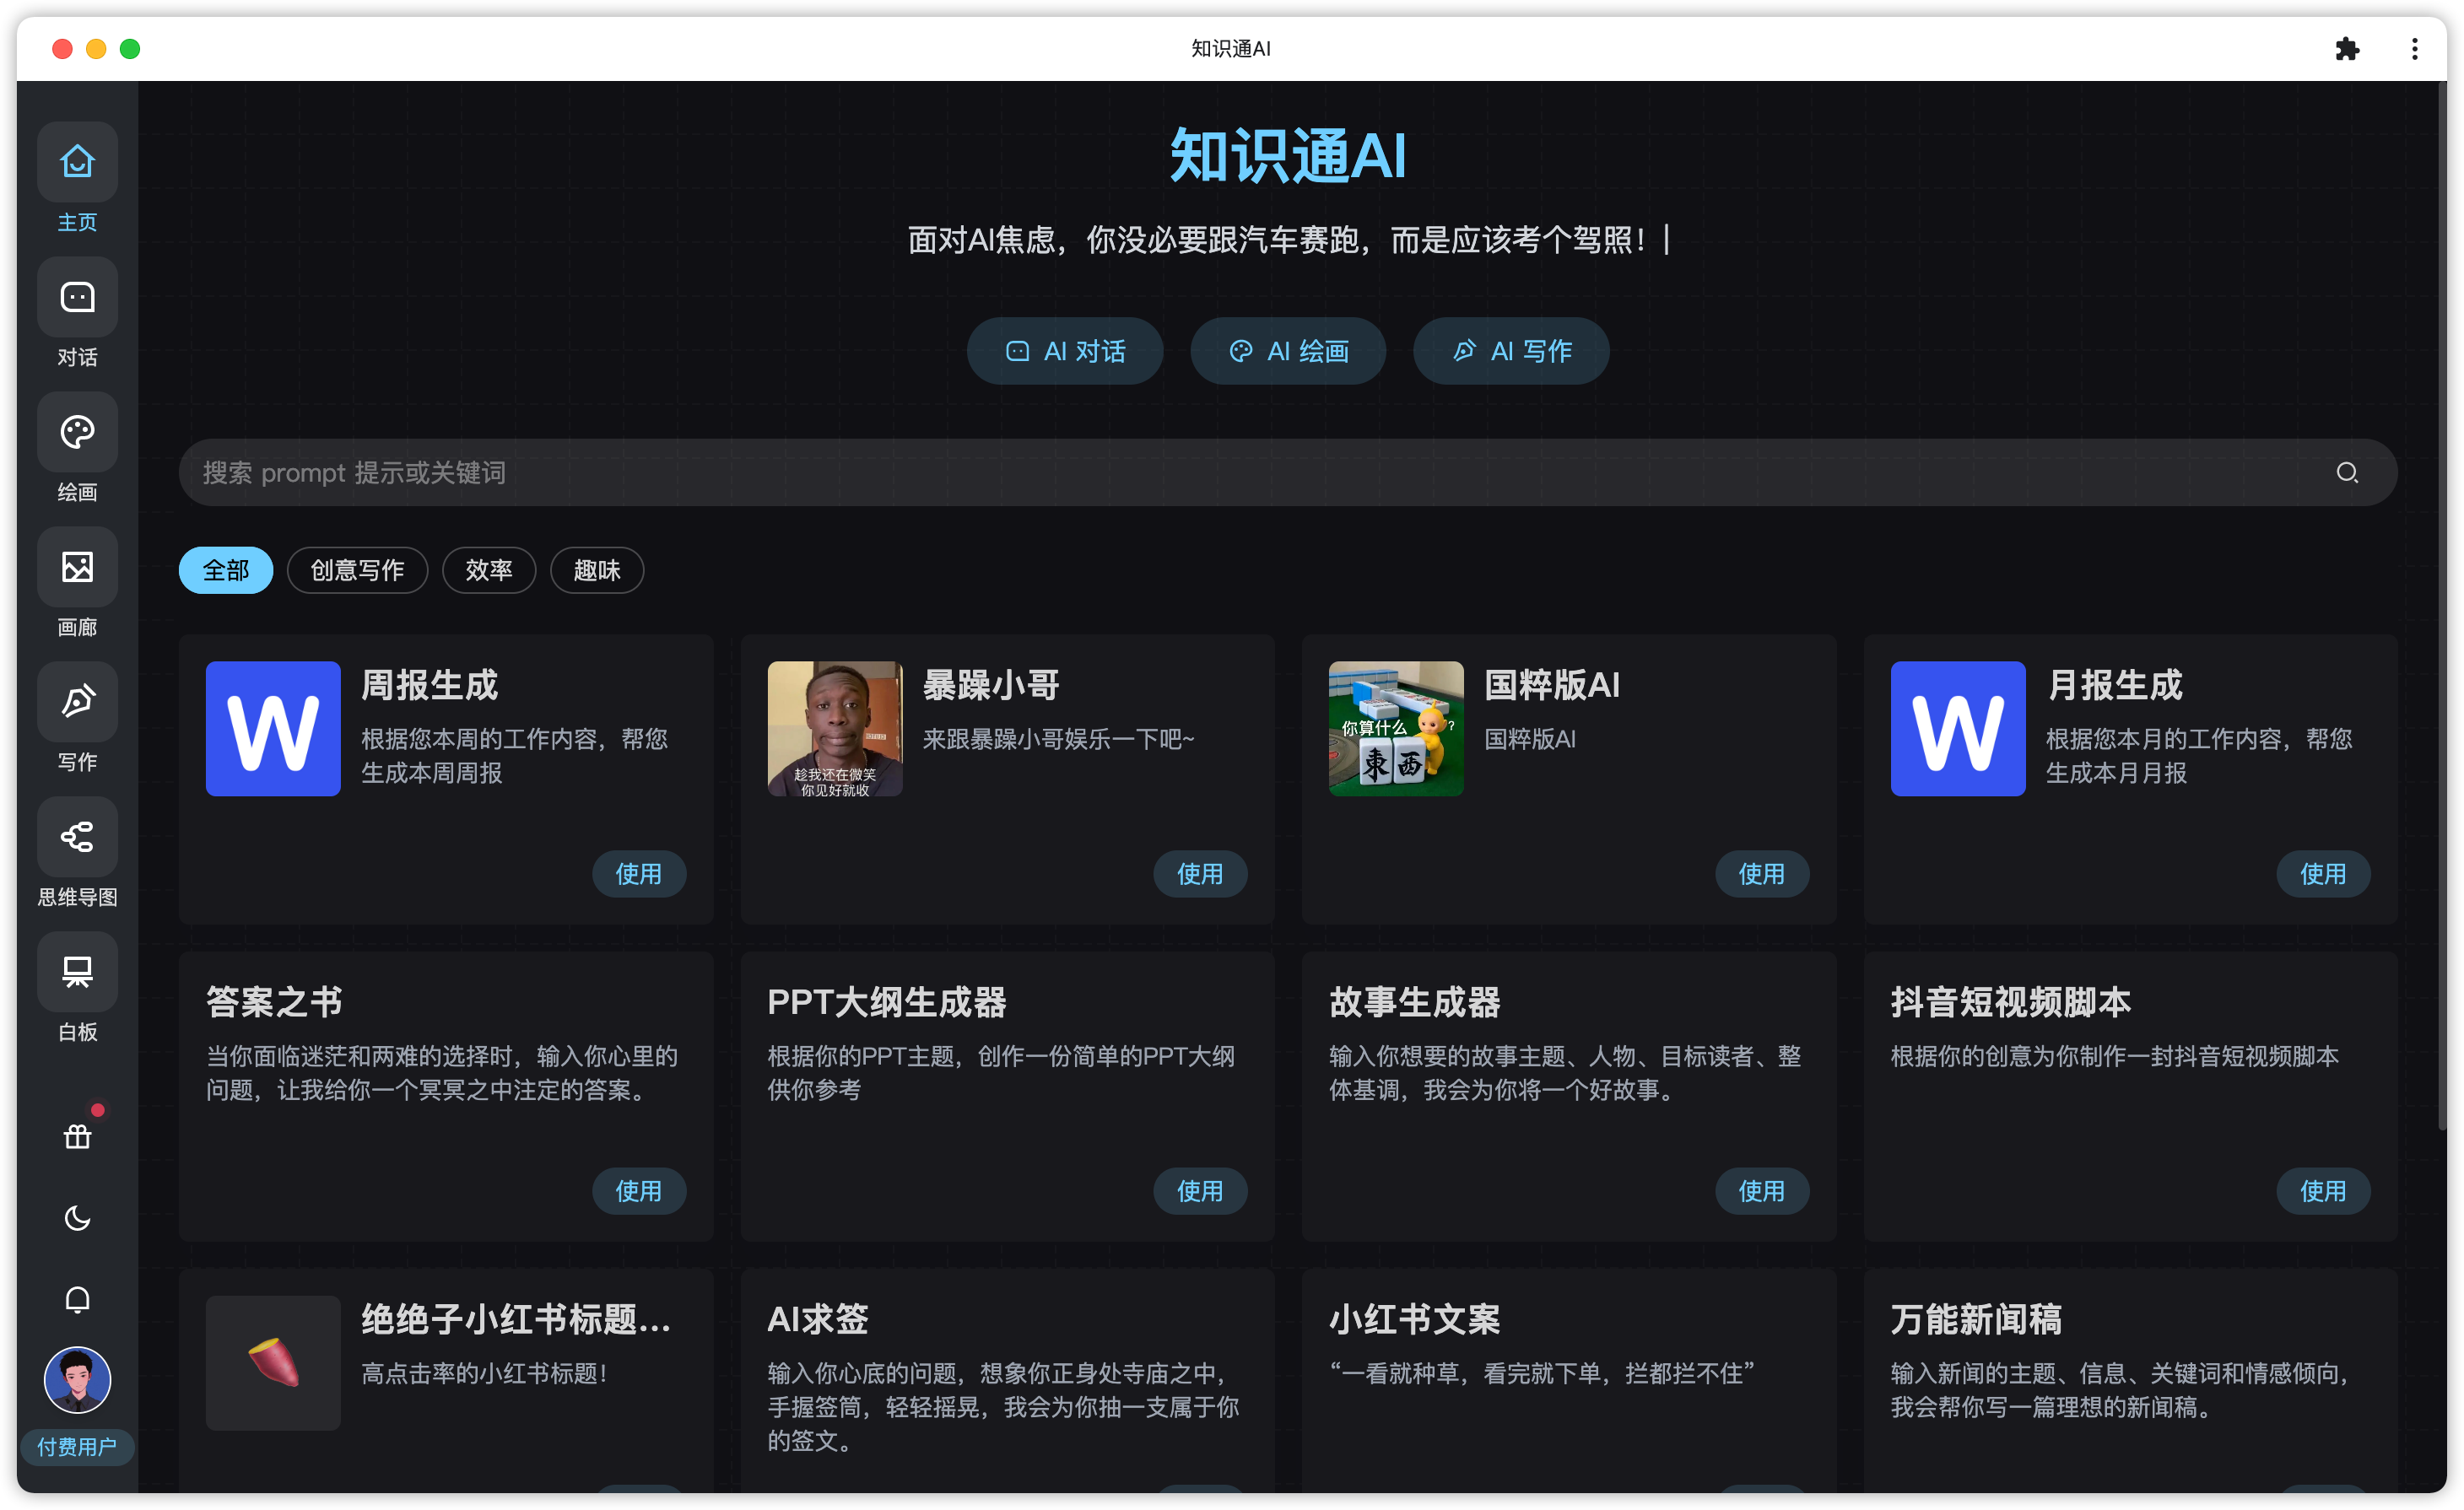 知识通AI
主页
对话
绘画
画廊
写作
思维导图
白板
付费用户
知识通AI
面对AI焦虑，你没必要跟汽车赛跑，而是应该考个驾照！|
AI 对话
AI 绘画
AI 写作
搜索 prompt 提示或关键词
全部
创意写作
效率
趣味
W
周报生成
根据您本周的工作内容，帮您
生成本周周报
使用
趁我还在微笑
你见好就收
暴躁小哥
来跟暴躁小哥娱乐一下吧~
使用
你算什么 ?
東 西
国粹版AI
国粹版AI
使用
W
月报生成
根据您本月的工作内容，帮您
生成本月月报
使用
答案之书
当你面临迷茫和两难的选择时，输入你心里的
问题，让我给你一个冥冥之中注定的答案。
使用
PPT大纲生成器
根据你的PPT主题，创作一份简单的PPT大纲
供你参考
使用
故事生成器
输入你想要的故事主题、人物、目标读者、整
体基调，我会为你将一个好故事。
使用
抖音短视频脚本
根据你的创意为你制作一封抖音短视频脚本
使用
绝绝子小红书标题...
高点击率的小红书标题！
AI求签
输入你心底的问题，想象你正身处寺庙之中，
手握签筒，轻轻摇晃，我会为你抽一支属于你
的签文。
小红书文案
“一看就种草，看完就下单，拦都拦不住”
万能新闻稿
输入新闻的主题、信息、关键词和情感倾向，
我会帮你写一篇理想的新闻稿。